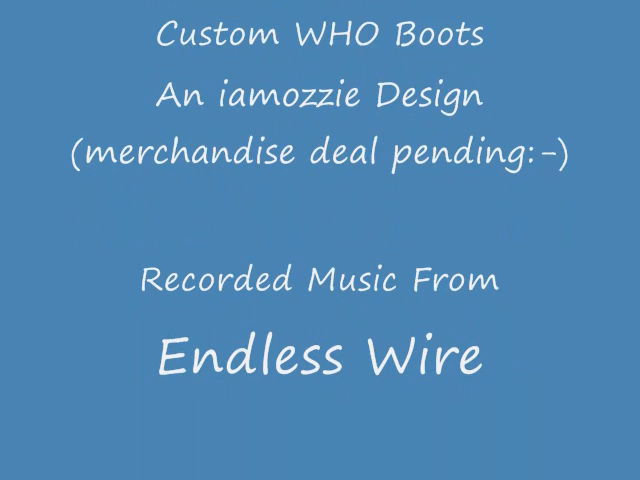 Custom WHO Boots
An iamozzie Design
(merchandise deal pending:-)
Recorded Music From
Endless Wire